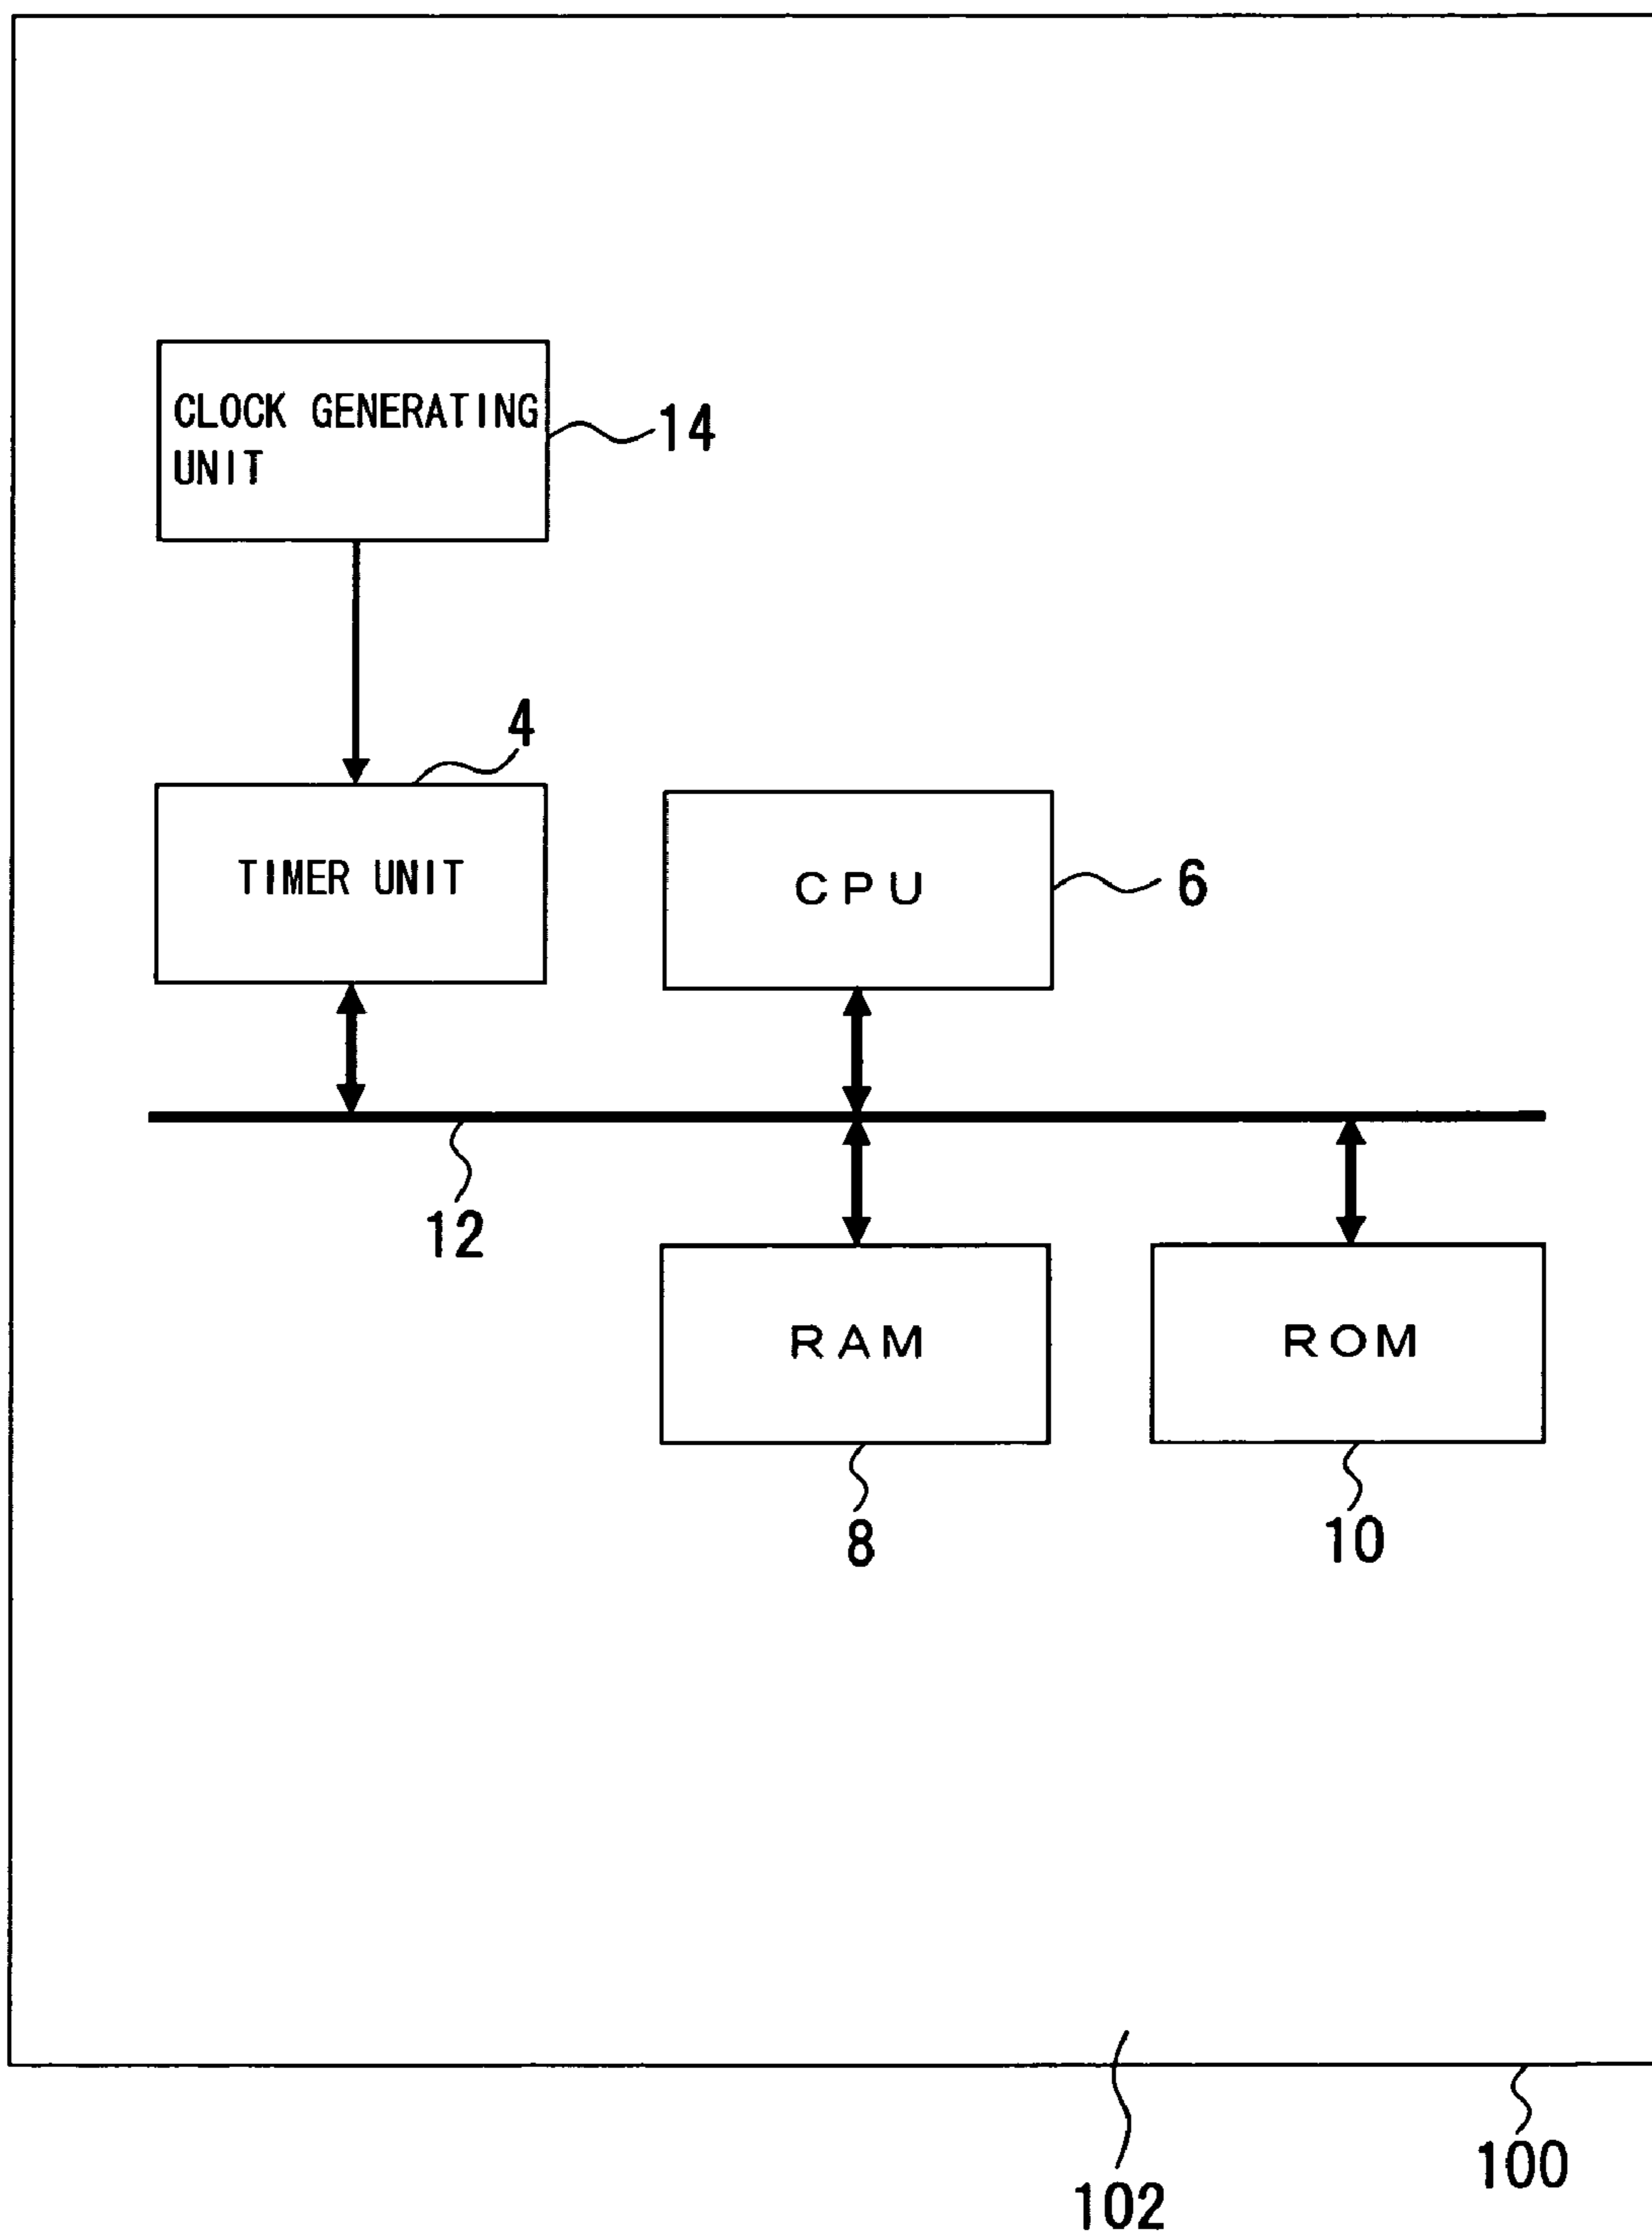 CLOCK GENERATING
UNIT
14
4
TIMER UNIT
CPU
6
12
RAM
ROM
8
10
100
102